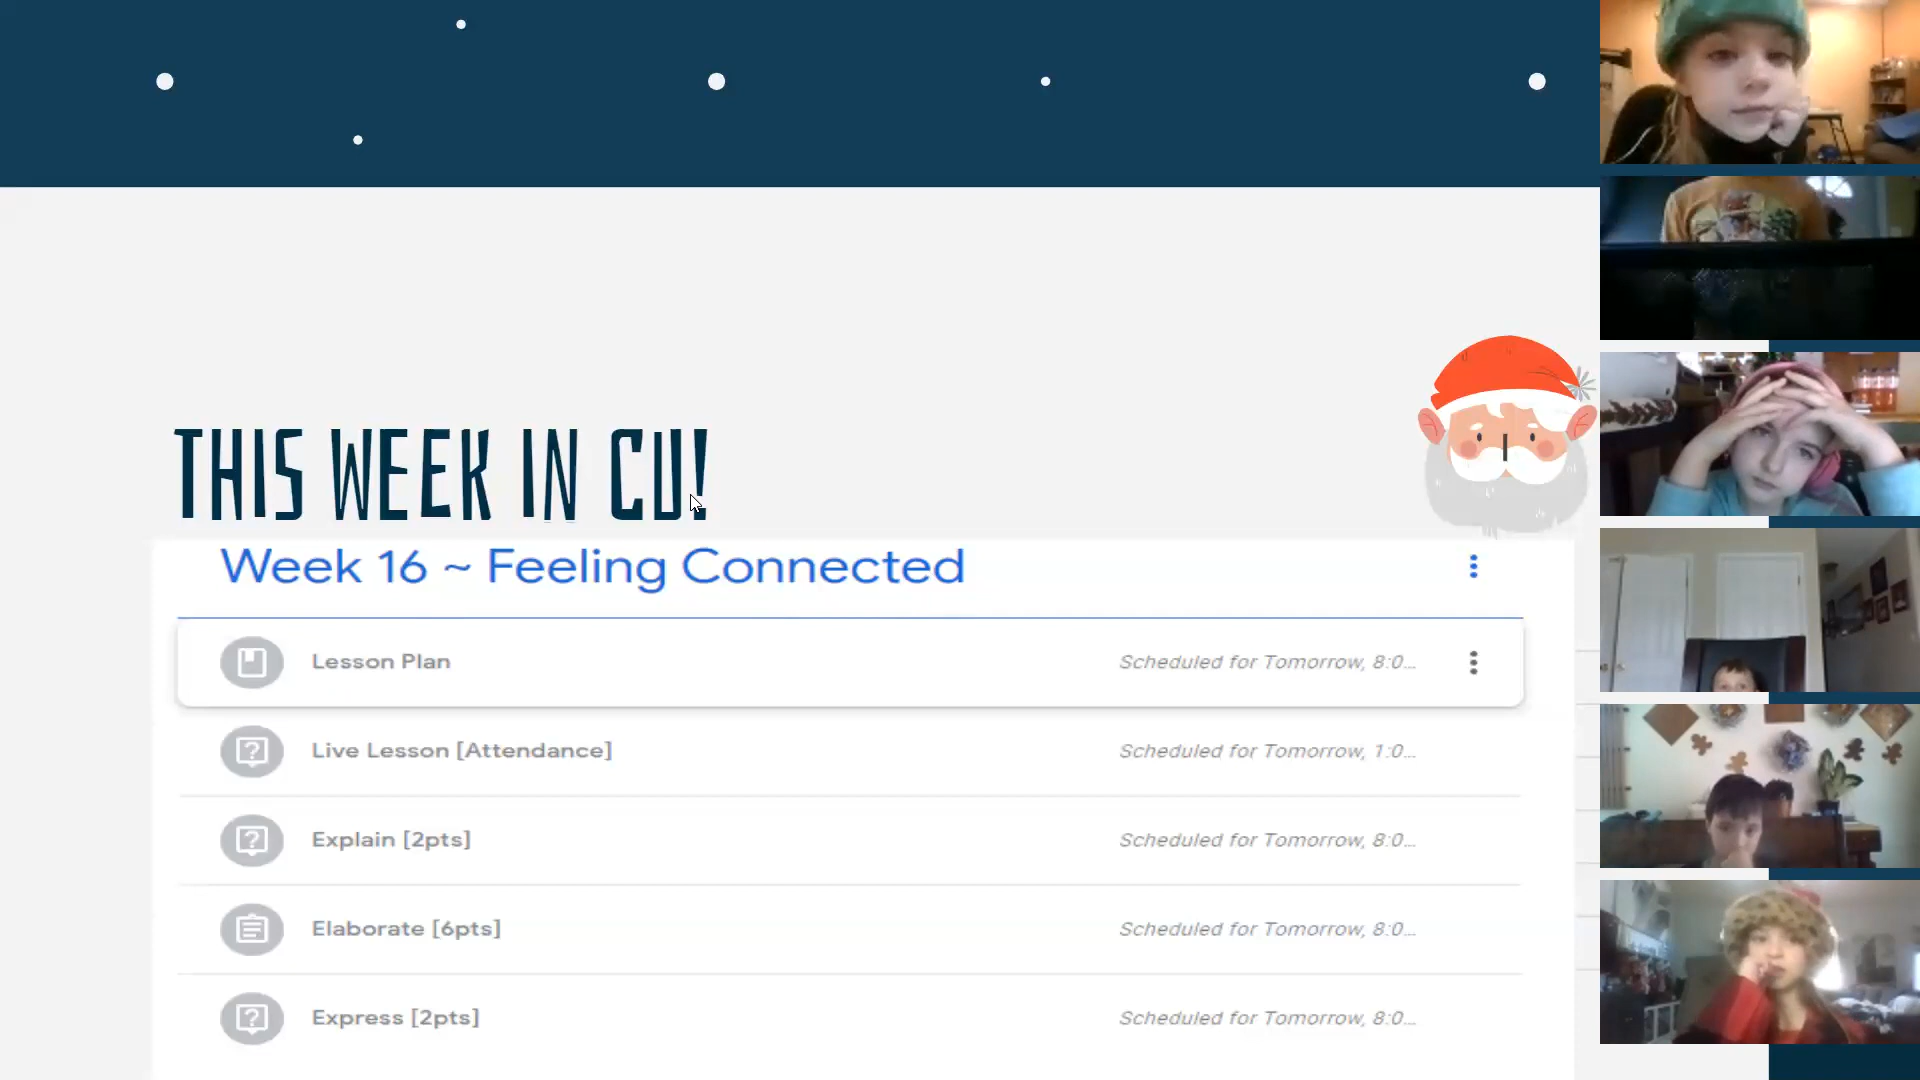 THIS WEEK IN CU!
Week 16 ~ Feeling Connected
Lesson Plan
Scheduled for Tomorrow, 8:0...
Live Lesson [Attendance]
Scheduled for Tomorrow, 1:0...
Explain [2pts]
Scheduled for Tomorrow, 8:0...
Elaborate [6pts]
Scheduled for Tomorrow, 8:0...
Express [2pts]
Scheduled for Tomorrow, 8:0...